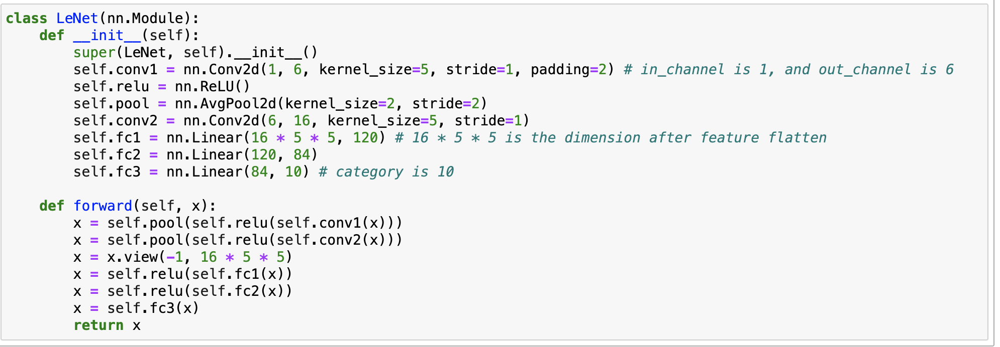 class LeNet(nn.Module):
    def __init__(self):
        super(LeNet, self).__init__()
        self.conv1 = nn.Conv2d(1, 6, kernel_size=5, stride=1, padding=2) # in_channel is 1, and out_channel is 6
        self.relu = nn.ReLU()
        self.pool = nn.AvgPool2d(kernel_size=2, stride=2)
        self.conv2 = nn.Conv2d(6, 16, kernel_size=5, stride=1)
        self.fc1 = nn.Linear(16 * 5 * 5, 120) # 16 * 5 * 5 is the dimension after feature flatten
        self.fc2 = nn.Linear(120, 84)
        self.fc3 = nn.Linear(84, 10) # category is 10

    def forward(self, x):
        x = self.pool(self.relu(self.conv1(x)))
        x = self.pool(self.relu(self.conv2(x)))
        x = x.view(-1, 16 * 5 * 5)
        x = self.relu(self.fc1(x))
        x = self.relu(self.fc2(x))
        x = self.fc3(x)
        return x